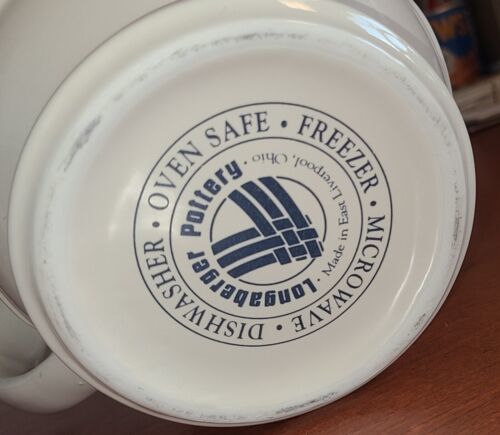 OVEN SAFE • FREEZER • MICROWAVE • DISHWASHER •
Longaberger Pottery • Made in East Liverpool, Ohio •